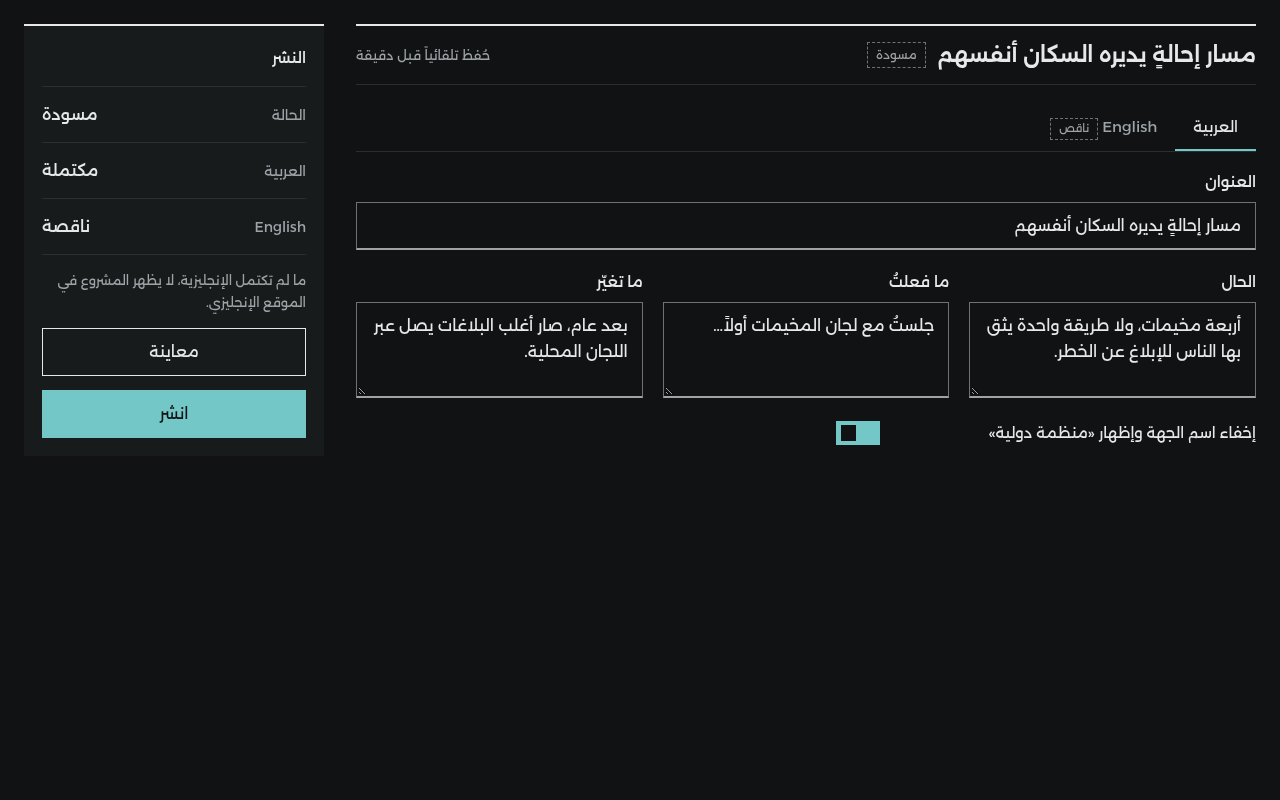 مسار إحالةٍ يديره السكان أنفسهم
مسودة
حُفظ تلقائياً قبل دقيقة
العربية
English
ناقص
العنوان
مسار إحالةٍ يديره السكان أنفسهم
الحال
أربعة مخيمات، ولا طريقة واحدة يثق
بها الناس للإبلاغ عن الخطر.
ما فعلتُ
جلستُ مع لجان المخيمات أولاً…
ما تغيّر
بعد عام، صار أغلب البلاغات يصل عبر
اللجان المحلية.
إخفاء اسم الجهة وإظهار «منظمة دولية»
النشر
الحالة
مسودة
العربية
مكتملة
English
ناقصة
ما لم تكتمل الإنجليزية، لا يظهر المشروع في
الموقع الإنجليزي.
معاينة
انشر